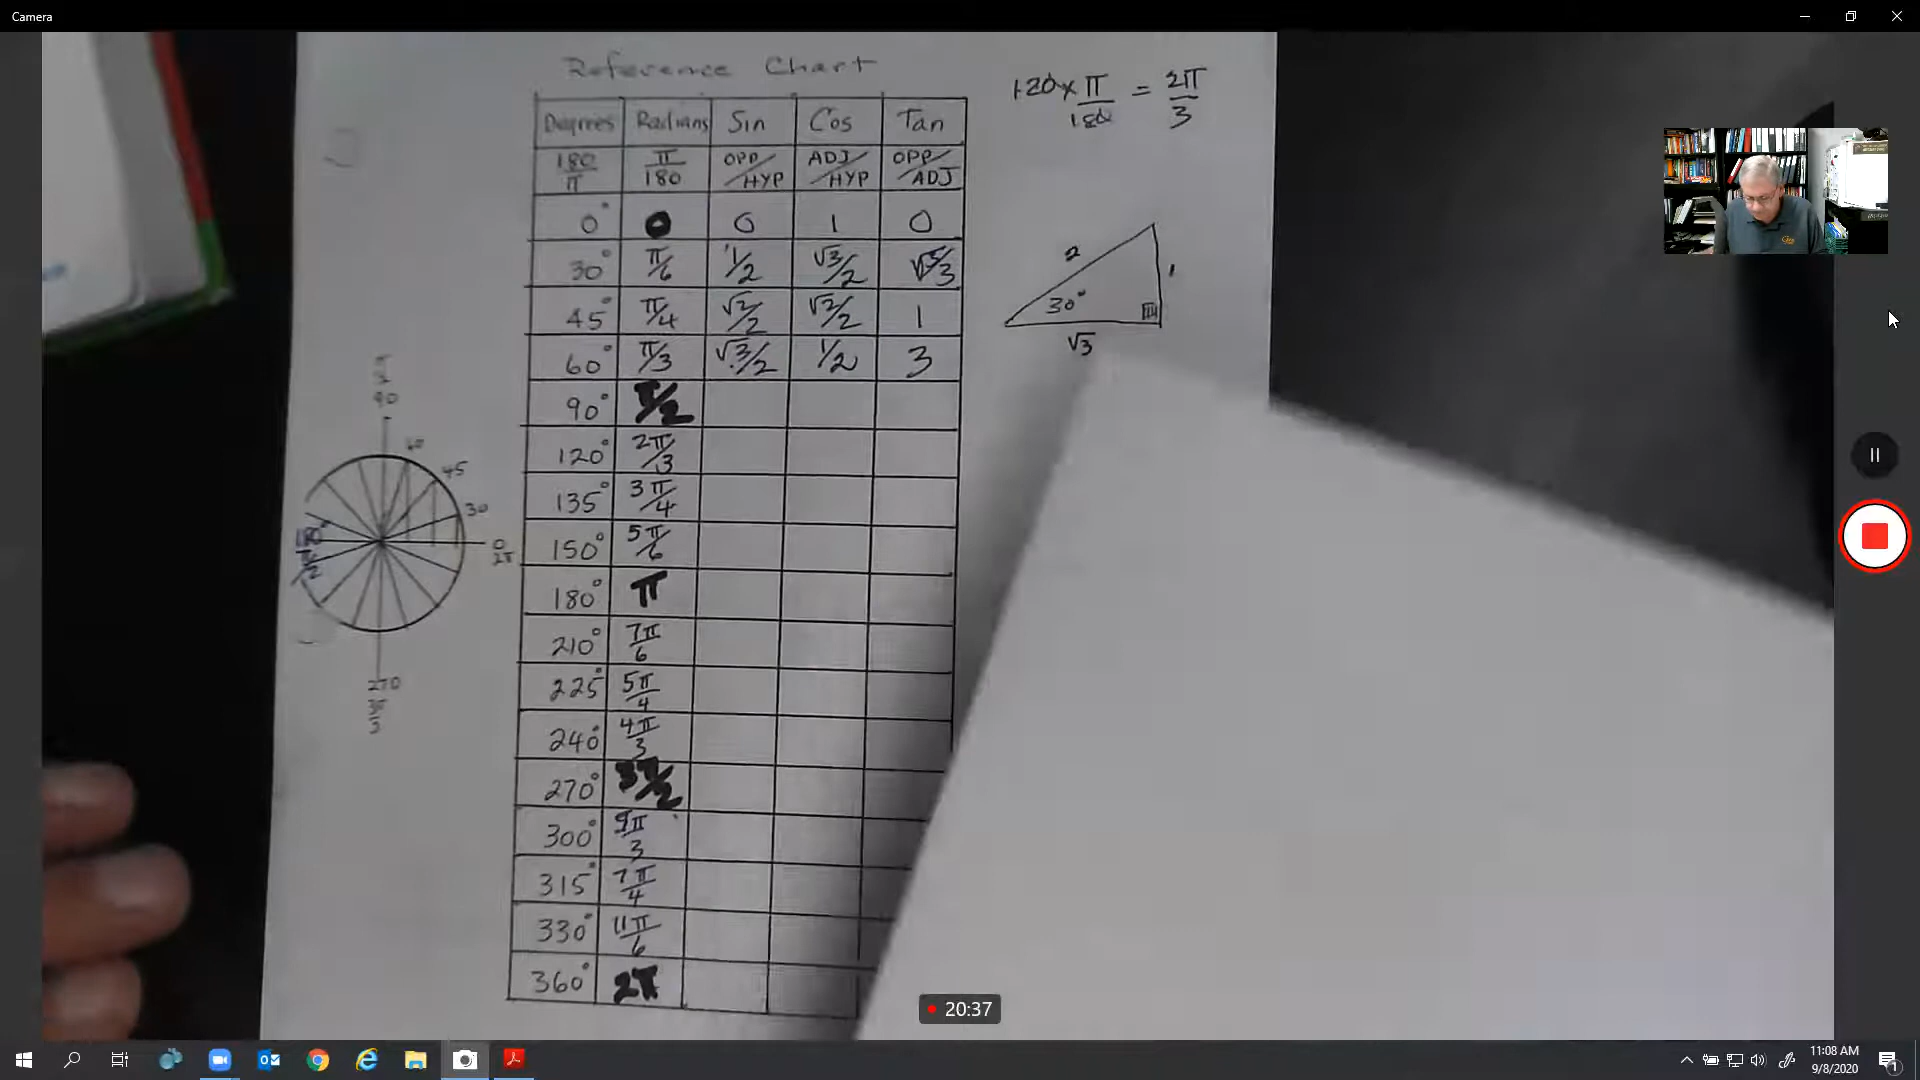 Camera
Reference Chart
Degrees Radians Sin Cos Tan
180/π π/180 OPP/HYP ADJ/HYP OPP/ADJ
0° 0 0 1 0
30° π/6 1/2 √3/2 √3/3
45° π/4 √2/2 √2/2 1
60° π/3 √3/2 1/2 3
90° π/2
120° 2π/3
135° 3π/4
150° 5π/6
180° π
210° 7π/6
225° 5π/4
240° 4π/3
270° 3π/2
300° 5π/3
315° 7π/4
330° 11π/6
360° 2π
120 × π/180 = 2π/3
2
1
30°
√3
90
60
45
30
0
2π
270
20:37
11:08 AM
9/8/2020
1